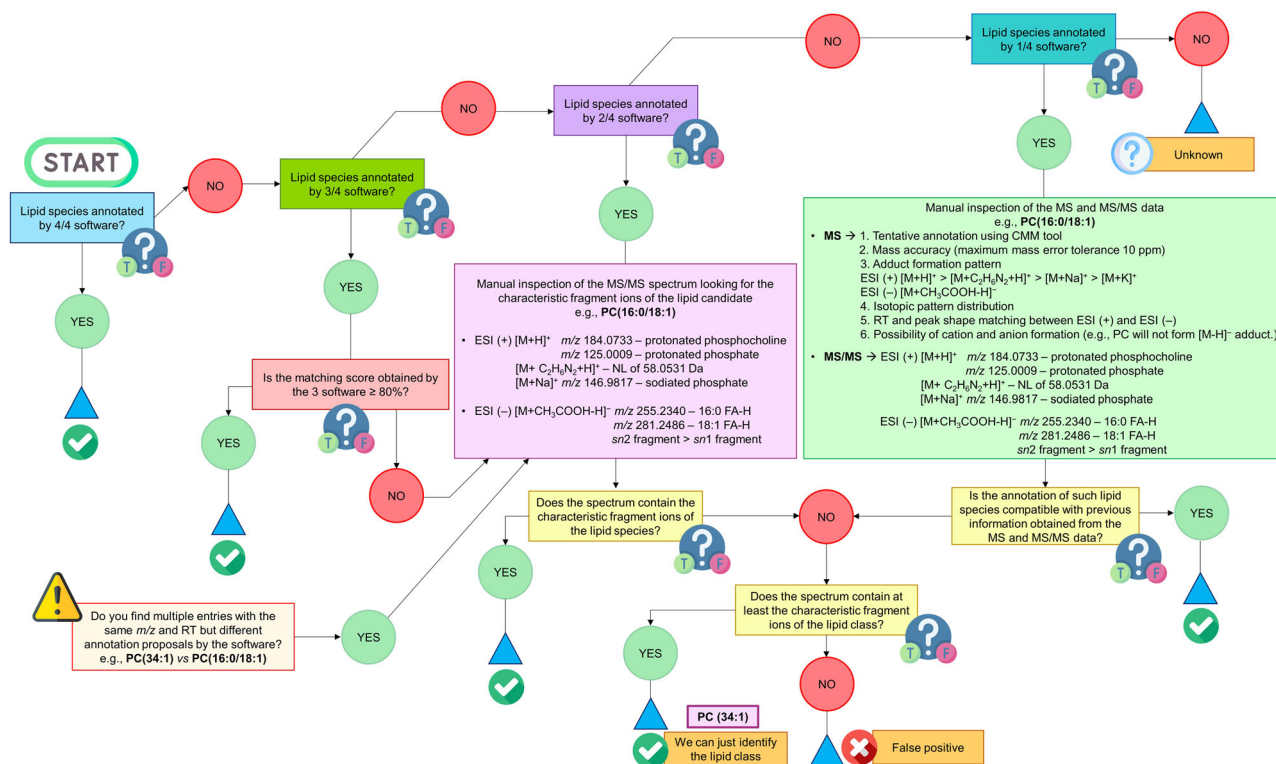 START
Lipid species annotated
by 4/4 software?
T
F
YES
NO
Lipid species annotated
by 3/4 software?
T
F
YES
NO
Lipid species annotated
by 2/4 software?
T
F
YES
NO
Lipid species annotated
by 1/4 software?
T
F
YES
NO
Unknown
Is the matching score obtained by
the 3 software ≥ 80%?
T
F
YES
NO
Manual inspection of the MS/MS spectrum looking for the
characteristic fragment ions of the lipid candidate
e.g., PC(16:0/18:1)
• ESI (+) [M+H]⁺ m/z 184.0733 – protonated phosphocholine
m/z 125.0009 – protonated phosphate
[M+ C₂H₆N₂+H]⁺ – NL of 58.0531 Da
[M+Na]⁺ m/z 146.9817 – sodiated phosphate
• ESI (–) [M+CH₃COOH-H]⁻ m/z 255.2340 – 16:0 FA-H
m/z 281.2486 – 18:1 FA-H
sn2 fragment > sn1 fragment
Manual inspection of the MS and MS/MS data
e.g., PC(16:0/18:1)
• MS → 1. Tentative annotation using CMM tool
2. Mass accuracy (maximum mass error tolerance 10 ppm)
3. Adduct formation pattern
ESI (+) [M+H]⁺ > [M+C₂H₆N₂+H]⁺ > [M+Na]⁺ > [M+K]⁺
ESI (–) [M+CH₃COOH-H]⁻
4. Isotopic pattern distribution
5. RT and peak shape matching between ESI (+) and ESI (–)
6. Possibility of cation and anion formation (e.g., PC will not form [M-H]⁻ adduct.)
• MS/MS → ESI (+) [M+H]⁺ m/z 184.0733 – protonated phosphocholine
m/z 125.0009 – protonated phosphate
[M+ C₂H₆N₂+H]⁺ – NL of 58.0531 Da
[M+Na]⁺ m/z 146.9817 – sodiated phosphate
ESI (–) [M+CH₃COOH-H]⁻ m/z 255.2340 – 16:0 FA-H
m/z 281.2486 – 18:1 FA-H
sn2 fragment > sn1 fragment
Does the spectrum contain the
characteristic fragment ions of
the lipid species?
T
F
YES
NO
Is the annotation of such lipid
species compatible with previous
information obtained from the
MS and MS/MS data?
T
F
YES
Do you find multiple entries with the
same m/z and RT but different
annotation proposals by the software?
e.g., PC(34:1) vs PC(16:0/18:1)
YES
Does the spectrum contain at
least the characteristic fragment
ions of the lipid class?
T
F
YES
NO
PC (34:1)
We can just identify
the lipid class
False positive